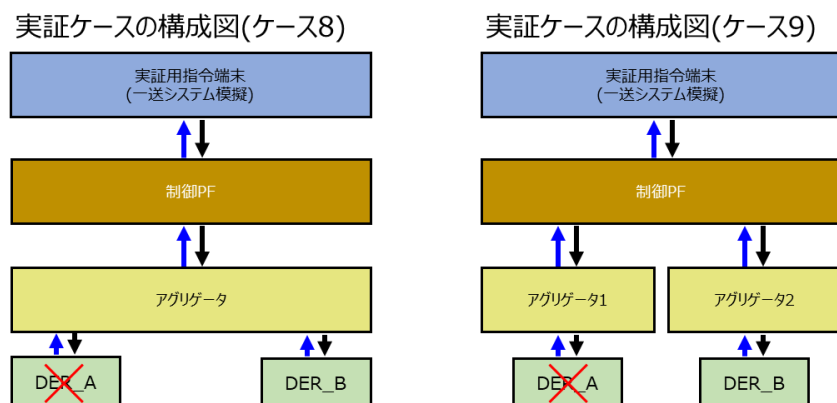 実証ケースの構成図(ケース8)
実証用指令端末
(一送システム模擬)
制御PF
アグリゲータ
DER_A
DER_B
実証ケースの構成図(ケース9)
実証用指令端末
(一送システム模擬)
制御PF
アグリゲータ1
アグリゲータ2
DER_A
DER_B